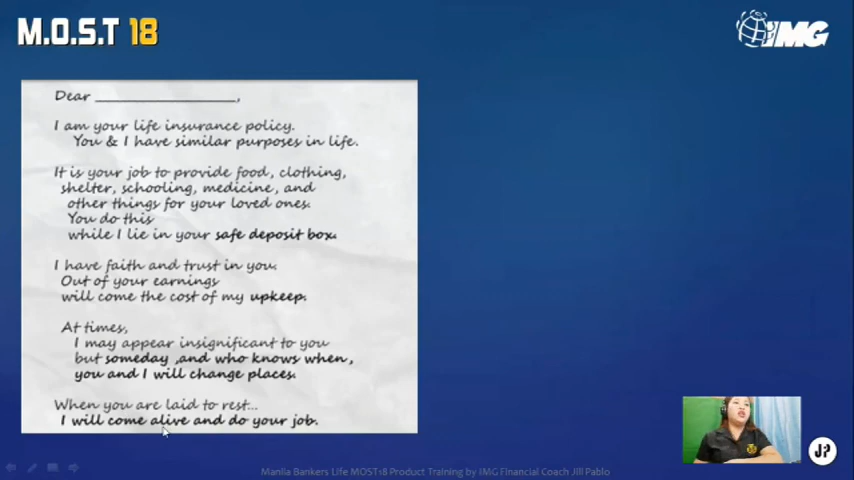 M.O.S.T 18
IMG
Dear ____________________,
I am your life insurance policy.
You & I have similar purposes in life.
It is your job to provide food, clothing,
shelter, schooling, medicine, and
other things for your loved ones.
You do this
while I lie in your safe deposit box.
I have faith and trust in you.
Out of your earnings
will come the cost of my upkeep.
At times,
I may appear insignificant to you
but someday ,and who knows when,
you and I will change places.
When you are laid to rest...
I will come alive and do your job.
JP
Manila Bankers Life MOST18 Product Training by IMG Financial Coach Jill Pablo